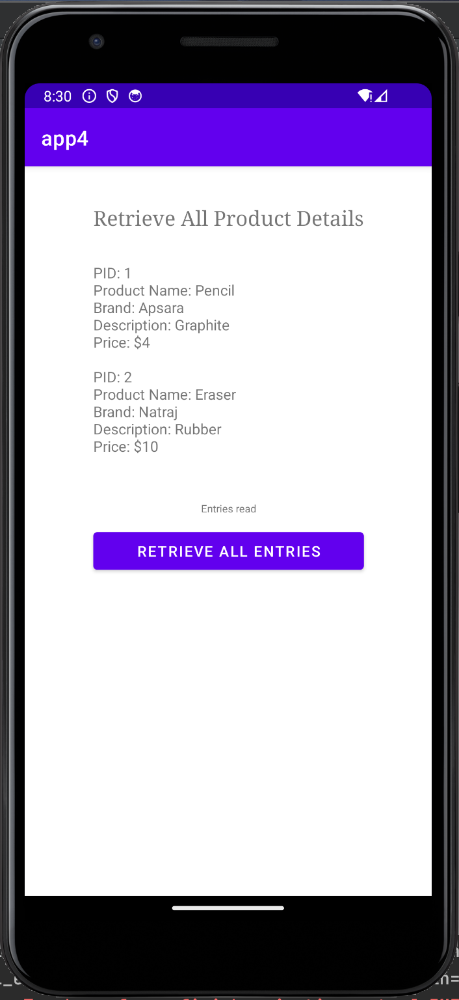 8:30
app4
Retrieve All Product Details
PID: 1
Product Name: Pencil
Brand: Apsara
Description: Graphite
Price: $4
PID: 2
Product Name: Eraser
Brand: Natraj
Description: Rubber
Price: $10
Entries read
RETRIEVE ALL ENTRIES